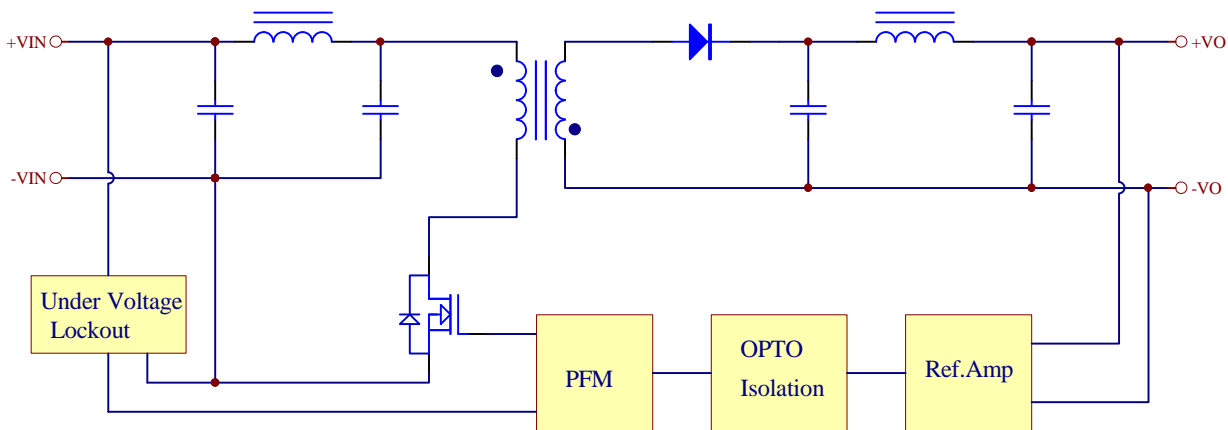 +VIN
+VO
-VIN
-VO
Under Voltage
Lockout
PFM
OPTO
Isolation
Ref.Amp